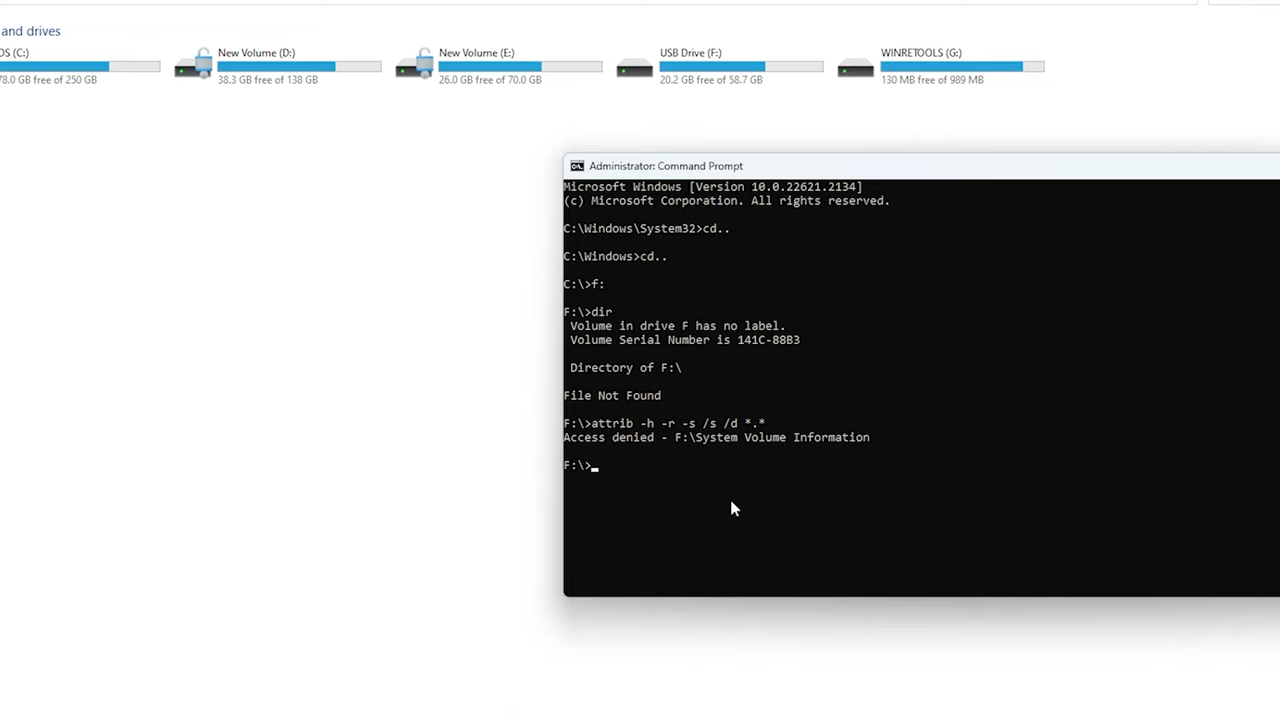 and drives
OS (C:)
78.0 GB free of 250 GB
New Volume (D:)
38.3 GB free of 138 GB
New Volume (E:)
26.0 GB free of 70.0 GB
USB Drive (F:)
20.2 GB free of 58.7 GB
WINRETOOLS (G:)
130 MB free of 989 MB
Administrator: Command Prompt
Microsoft Windows [Version 10.0.22621.2134]
(c) Microsoft Corporation. All rights reserved.
C:\Windows\System32>cd..
C:\Windows>cd..
C:\>f:
F:\>dir
Volume in drive F has no label.
Volume Serial Number is 141C-88B3
Directory of F:\
File Not Found
F:\>attrib -h -r -s /s /d *.*
Access denied - F:\System Volume Information
F:\>